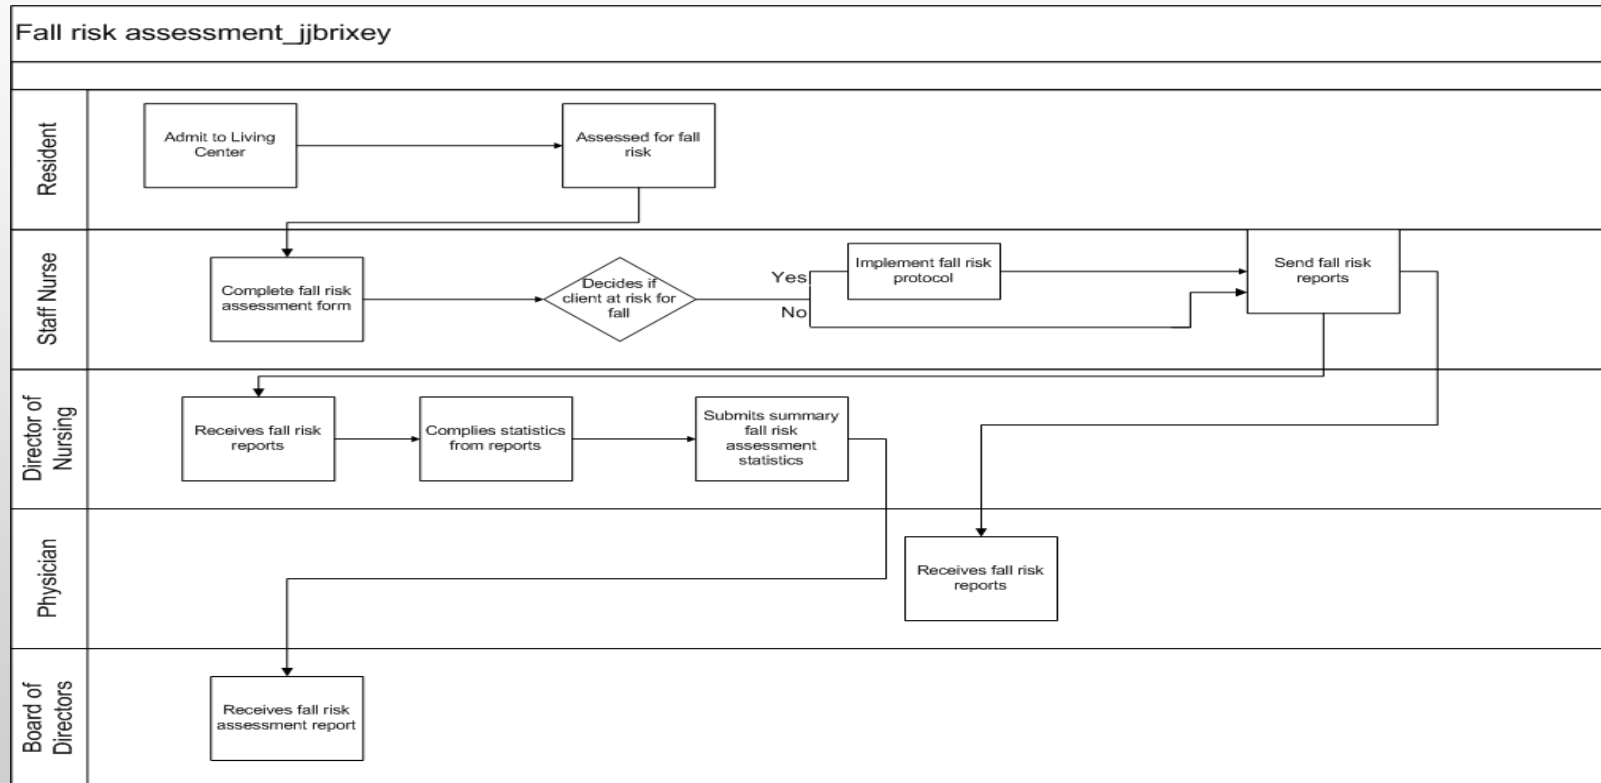 Fall risk assessment_jjbrixey
Resident
Admit to Living
Center
Assessed for fall
risk
Staff Nurse
Complete fall risk
assessment form
Decides if
client at risk for
fall
Yes
No
Implement fall risk
protocol
Send fall risk
reports
Director of
Nursing
Receives fall risk
reports
Complies statistics
from reports
Submits summary
fall risk
assessment
statistics
Physician
Receives fall risk
reports
Board of
Directors
Receives fall risk
assessment report